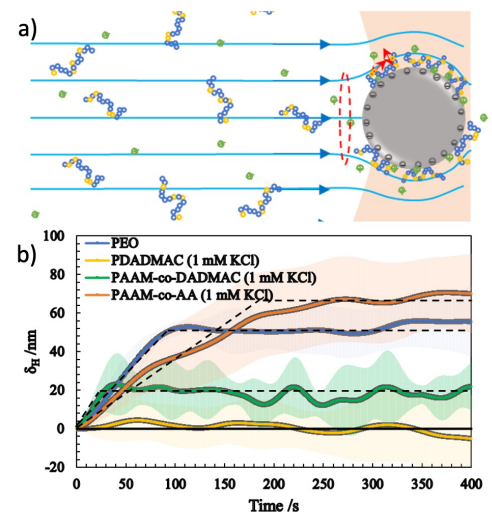 a)
b)
100
80
60
40
20
0
-20
δH /nm
PEO
PDADMAC (1 mM KCl)
PAAM-co-DADMAC (1 mM KCl)
PAAM-co-AA (1 mM KCl)
0 50 100 150 200 250 300 350 400
Time /s